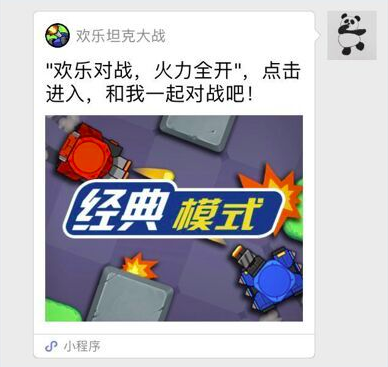 欢乐坦克大战
"欢乐对战，火力全开"，点击
进入，和我一起对战吧！
经典模式
小程序